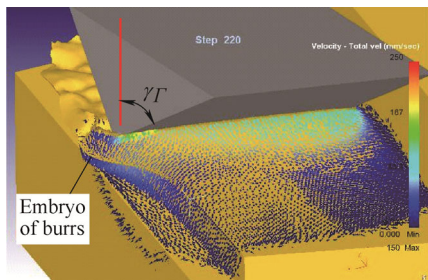 Step 220
Velocity - Total vel (mm/sec)
250
167
γΓ
Embryo
of burrs
0.000 Min
150 Max